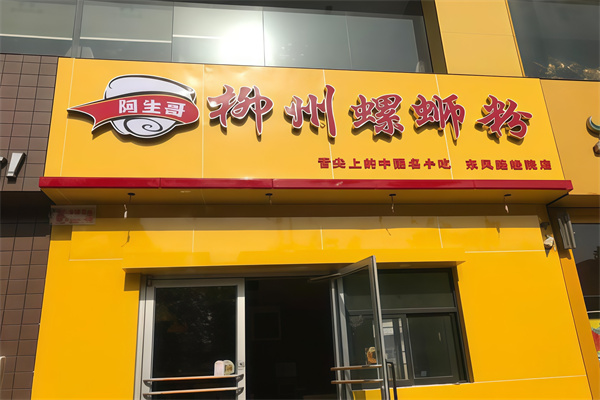 阿生哥
柳州螺蛳粉
舌尖上的中国名小吃 东风路经院店